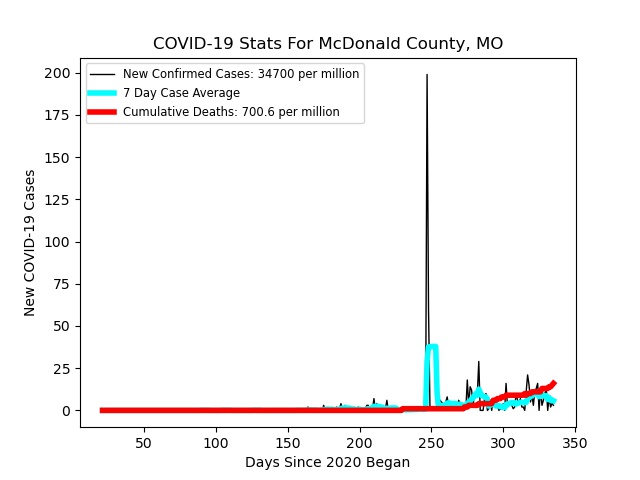 COVID-19 Stats For McDonald County, MO
New Confirmed Cases: 34700 per million
7 Day Case Average
Cumulative Deaths: 700.6 per million
New COVID-19 Cases
200
175
150
125
100
75
50
25
0
50
100
150
200
250
300
350
Days Since 2020 Began